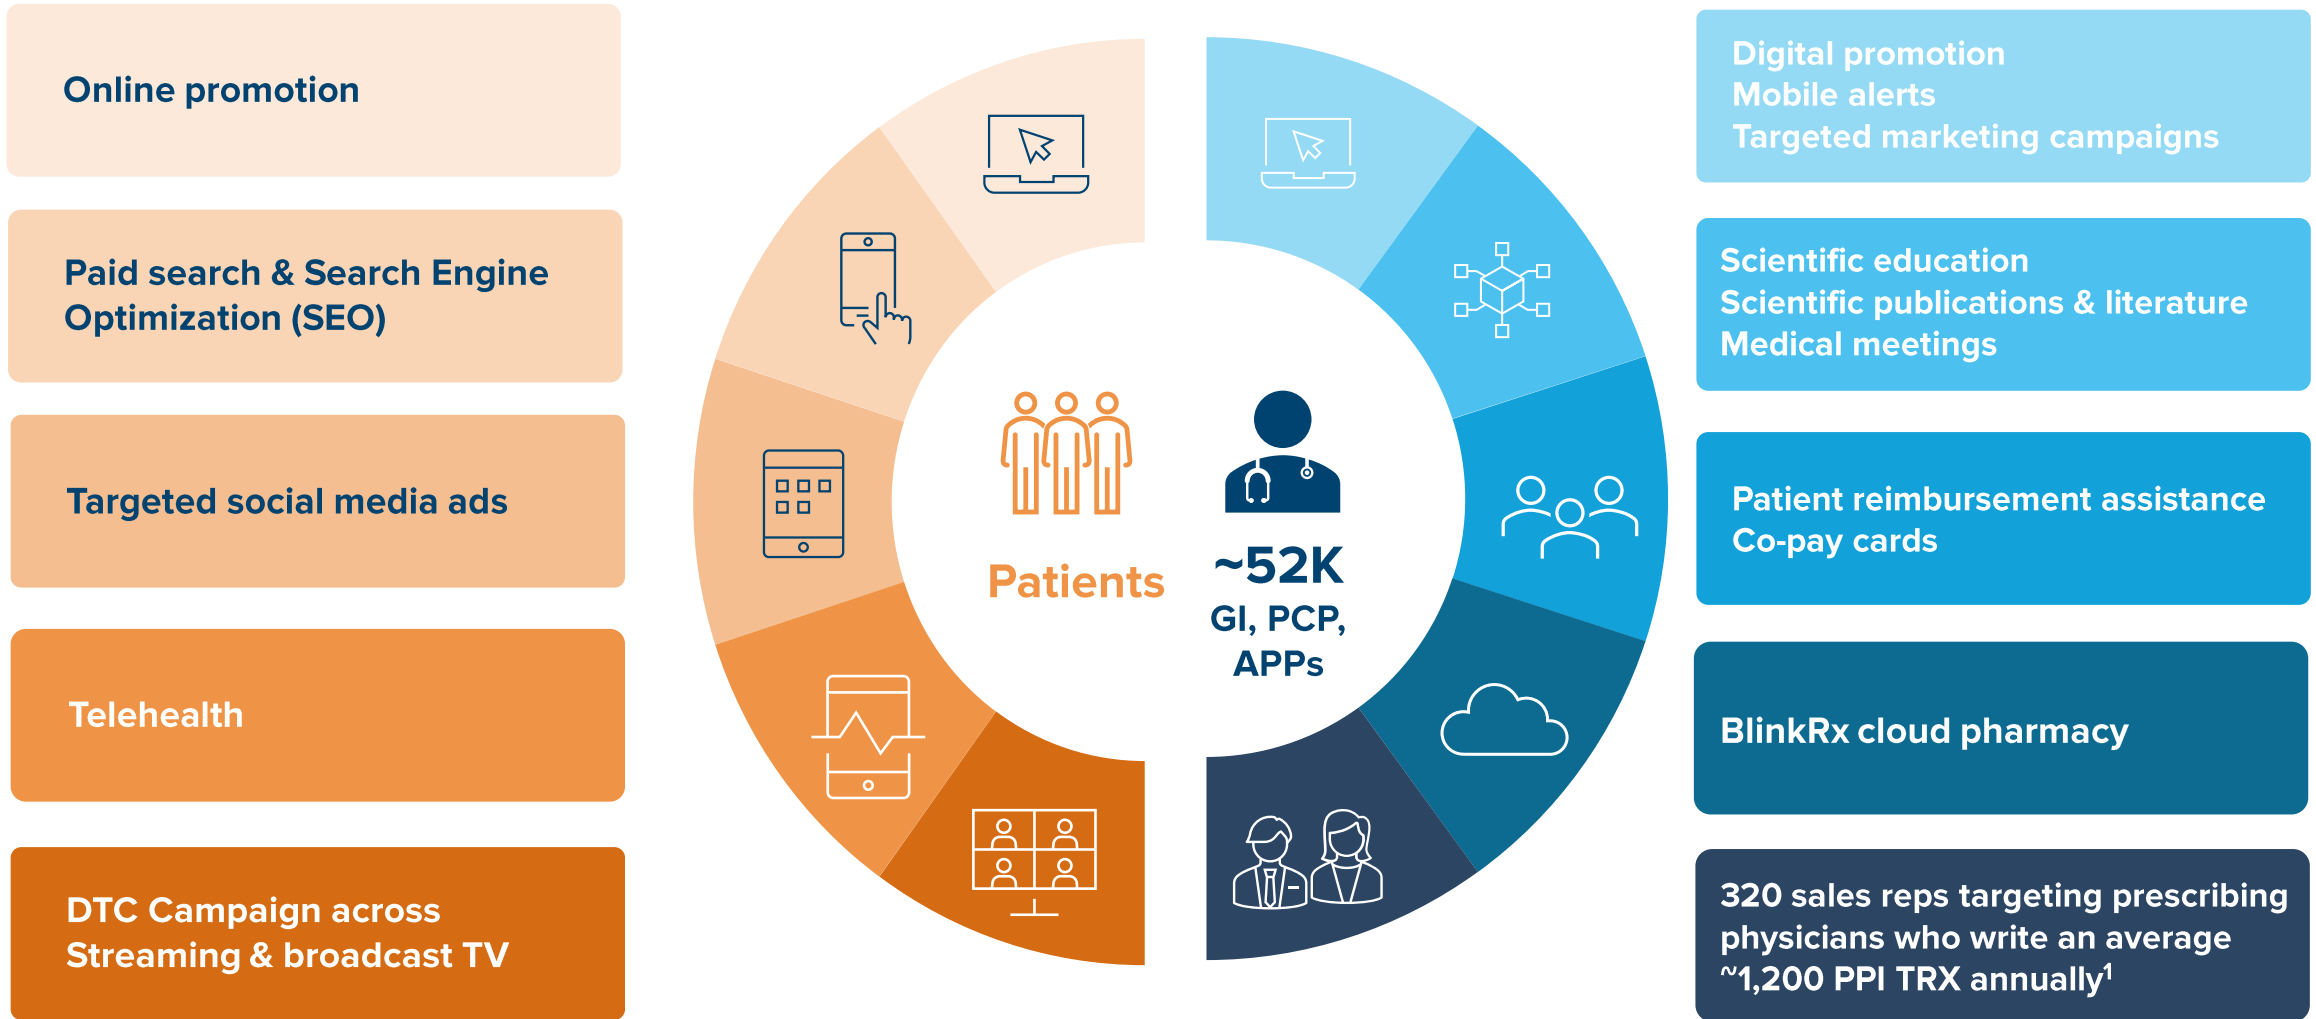 Online promotion
Paid search & Search Engine
Optimization (SEO)
Targeted social media ads
Telehealth
DTC Campaign across
Streaming & broadcast TV
Patients
~52K
GI, PCP,
APPs
Digital promotion
Mobile alerts
Targeted marketing campaigns
Scientific education
Scientific publications & literature
Medical meetings
Patient reimbursement assistance
Co-pay cards
BlinkRx cloud pharmacy
320 sales reps targeting prescribing
physicians who write an average
~1,200 PPI TRX annually¹